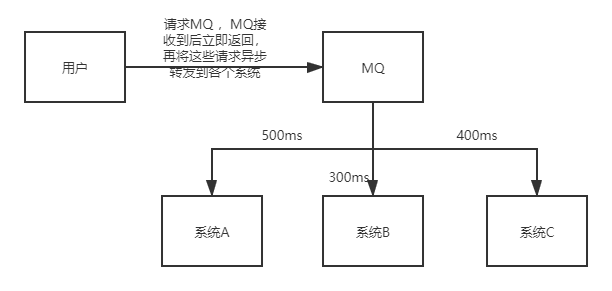 请求MQ ，MQ接
收到后立即返回，
再将这些请求异步
转发到各个系统
用户
MQ
500ms
400ms
300ms
系统A
系统B
系统C